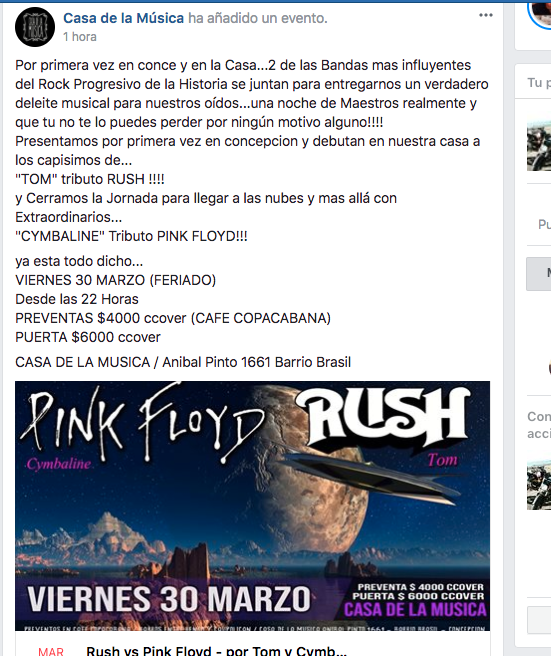 Casa de la Música ha añadido un evento.
1 hora
Por primera vez en conce y en la Casa...2 de las Bandas mas influyentes
del Rock Progresivo de la Historia se juntan para entregarnos un verdadero
deleite musical para nuestros oídos...una noche de Maestros realmente y
que tu no te lo puedes perder por ningún motivo alguno!!!!
Presentamos por primera vez en concepcion y debutan en nuestra casa a
los capisimos de...
"TOM" tributo RUSH !!!!
y Cerramos la Jornada para llegar a las nubes y mas allá con
Extraordinarios...
"CYMBALINE" Tributo PINK FLOYD!!!
ya esta todo dicho...
VIERNES 30 MARZO (FERIADO)
Desde las 22 Horas
PREVENTAS $4000 ccover (CAFE COPACABANA)
PUERTA $6000 ccover
CASA DE LA MUSICA / Anibal Pinto 1661 Barrio Brasil
PINK FLOYD
Cymbaline
RUSH
Tom
VIERNES 30 MARZO
PREVENTA $ 4000 CCOVER
PUERTA $ 6000 CCOVER
CASA DE LA MUSICA
MAR
Rush vs Pink Floyd - por Tom y Cymb...
Tu p
Pu
Con
acci